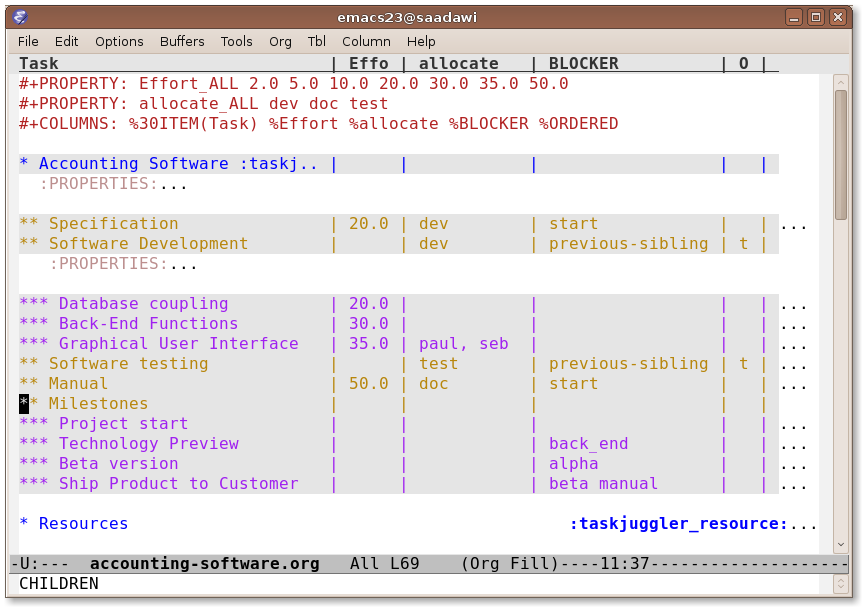 emacs23@saadawi
File Edit Options Buffers Tools Org Tbl Column Help
Task | Effo | allocate | BLOCKER | O |
#+PROPERTY: Effort_ALL 2.0 5.0 10.0 20.0 30.0 35.0 50.0
#+PROPERTY: allocate_ALL dev doc test
#+COLUMNS: %30ITEM(Task) %Effort %allocate %BLOCKER %ORDERED
* Accounting Software :taskj.. | | | | |
:PROPERTIES:...
** Specification | 20.0 | dev | start | | ...
** Software Development | | dev | previous-sibling | t |
:PROPERTIES:...
*** Database coupling | 20.0 | | | | ...
*** Back-End Functions | 30.0 | | | | ...
*** Graphical User Interface | 35.0 | paul, seb | | | ...
** Software testing | | test | previous-sibling | t | ...
** Manual | 50.0 | doc | start | | ...
** Milestones | | | | |
*** Project start | | | | | ...
*** Technology Preview | | | back_end | | ...
*** Beta version | | | alpha | | ...
*** Ship Product to Customer | | | beta manual | | ...
* Resources :taskjuggler_resource:...
-U:--- accounting-software.org All L69 (Org Fill)----11:37--------------------
CHILDREN